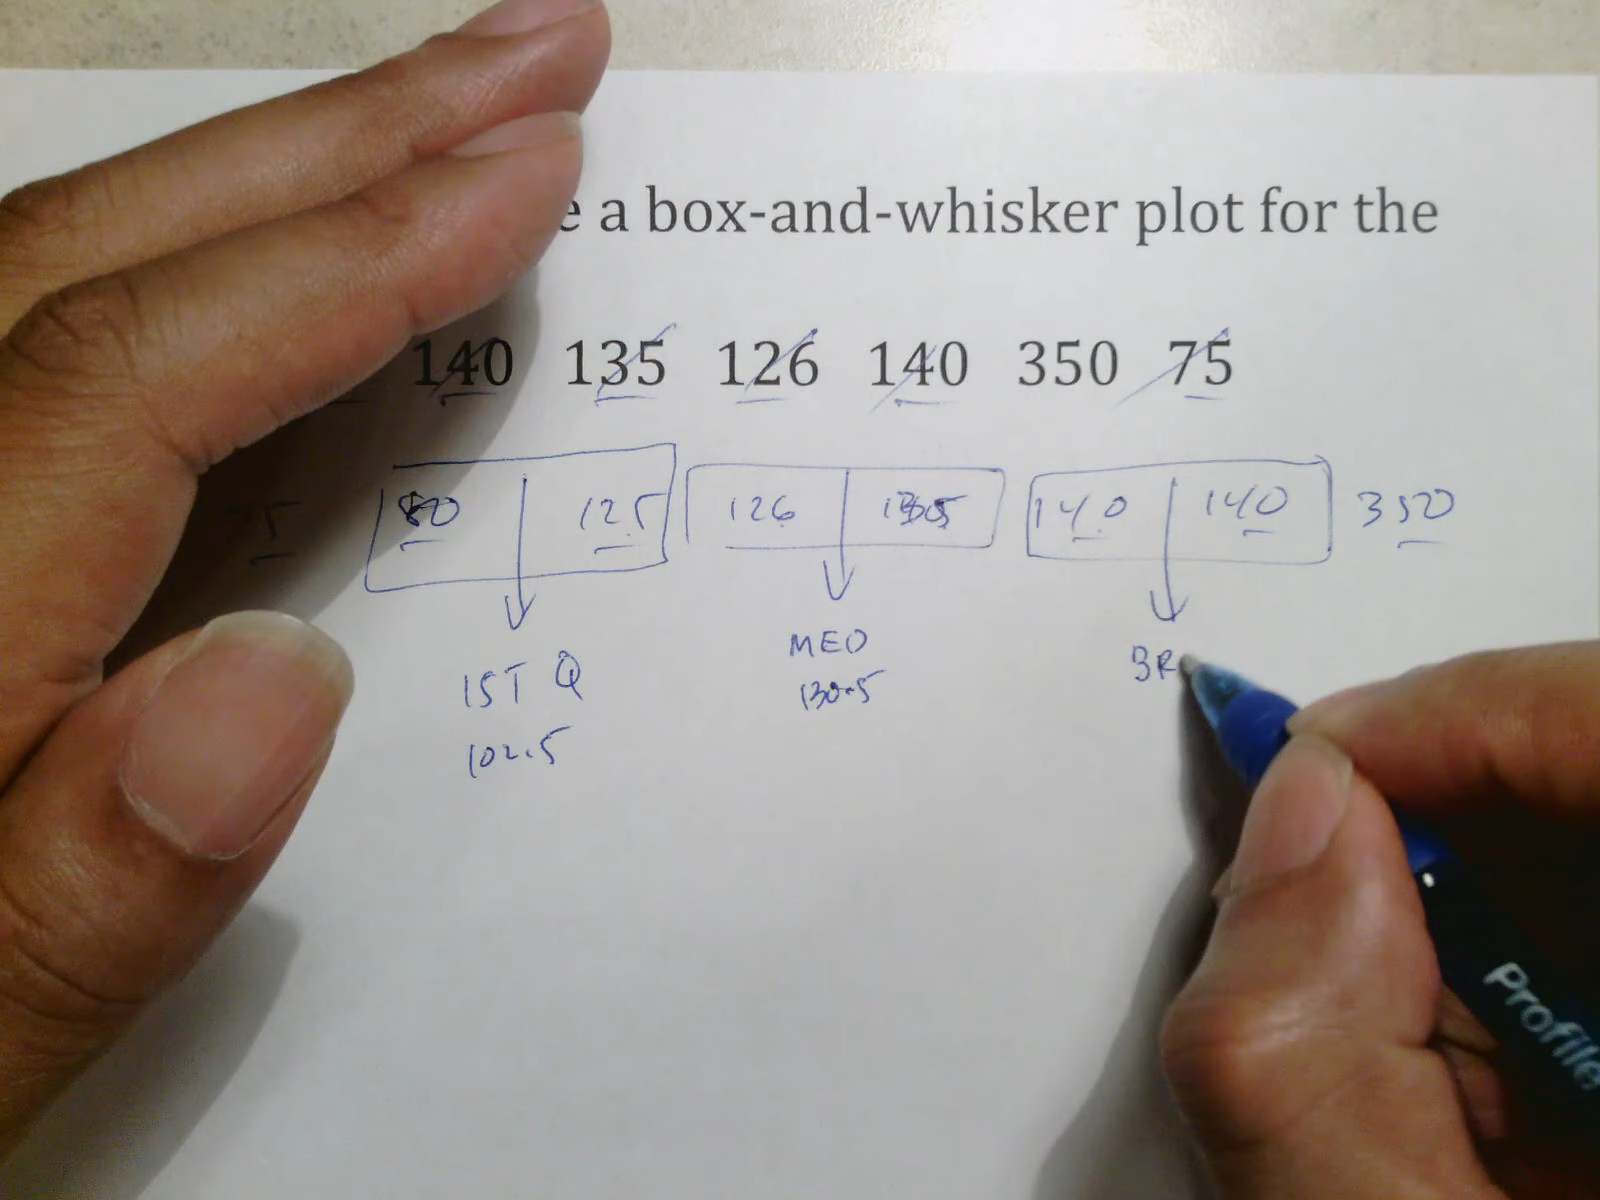 e a box-and-whisker plot for the
140 135 126 140 350 75
80 125 126 135 140 140 350
1ST Q MED 3R
102.5 130.5
Profile